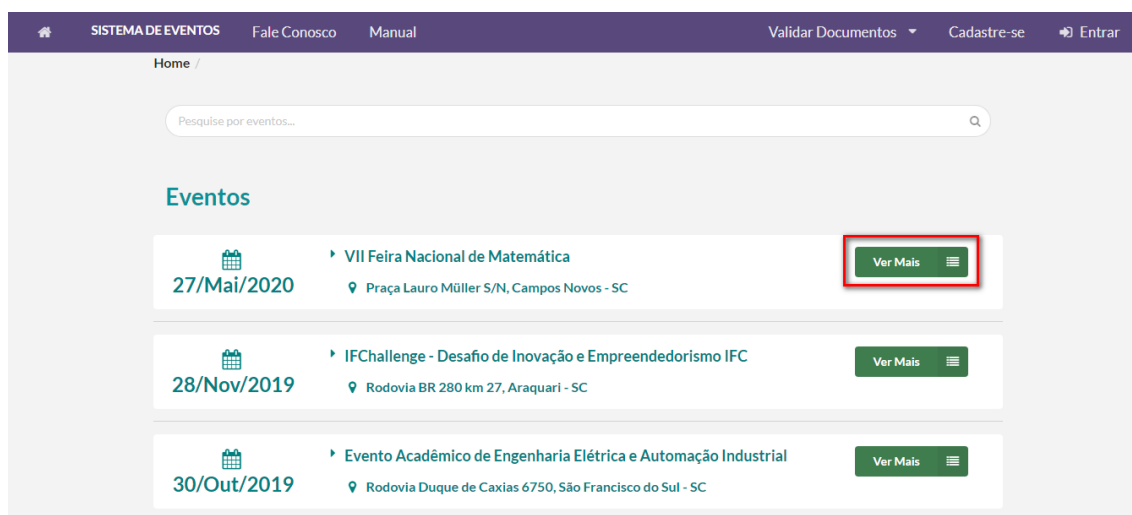 SISTEMA DE EVENTOS Fale Conosco Manual Validar Documentos Cadastre-se Entrar
Home /
Pesquise por eventos...
Eventos
VII Feira Nacional de Matemática
27/Mai/2020
Praça Lauro Müller S/N, Campos Novos - SC
Ver Mais
IFChallenge - Desafio de Inovação e Empreendedorismo IFC
28/Nov/2019
Rodovia BR 280 km 27, Araquari - SC
Ver Mais
Evento Acadêmico de Engenharia Elétrica e Automação Industrial
30/Out/2019
Rodovia Duque de Caxias 6750, São Francisco do Sul - SC
Ver Mais